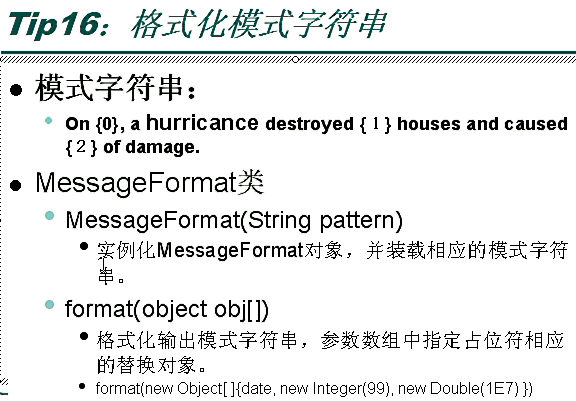 Tip16：格式化模式字符串
模式字符串：
On {0}, a hurricance destroyed {１} houses and caused
{２} of damage.
MessageFormat类
MessageFormat(String pattern)
实例化MessageFormat对象，并装载相应的模式字符
串。
format(object obj[])
格式化输出模式字符串，参数数组中指定占位符相应
的替换对象。
format(new Object[ ]{date, new Integer(99), new Double(1E7) })